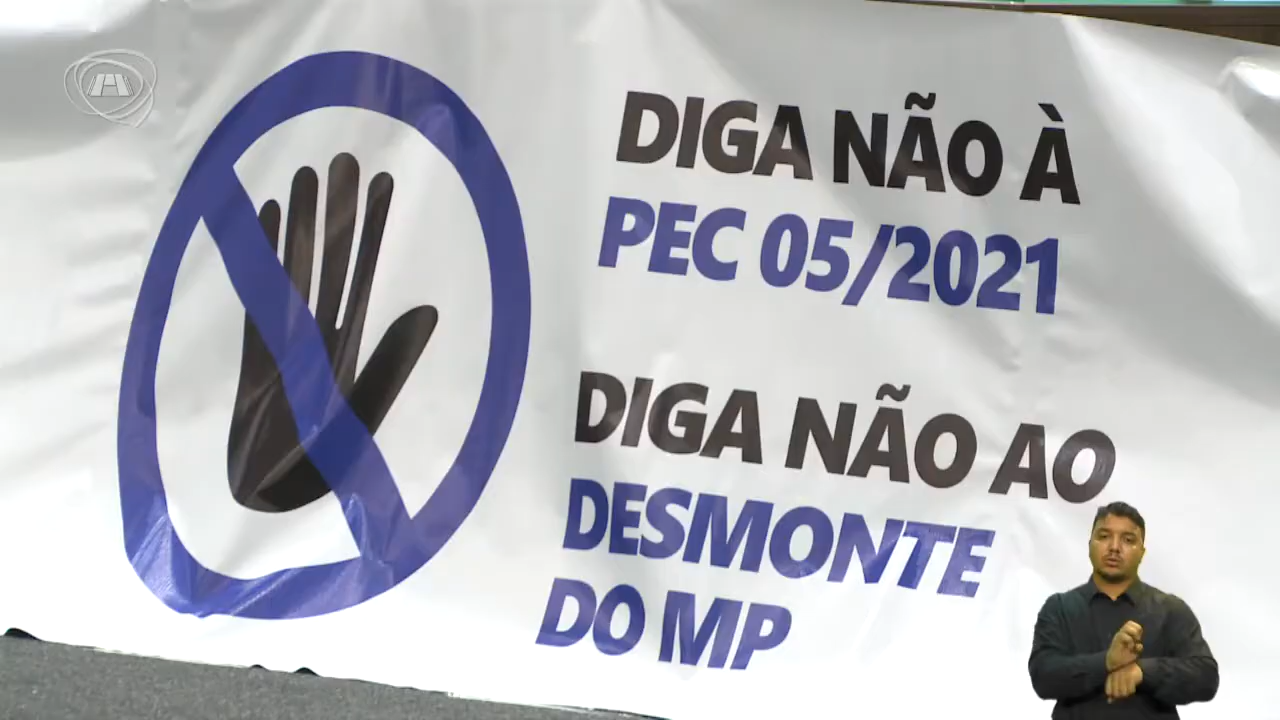 DIGA NÃO À
PEC 05/2021
DIGA NÃO AO
DESMONTE
DO MP